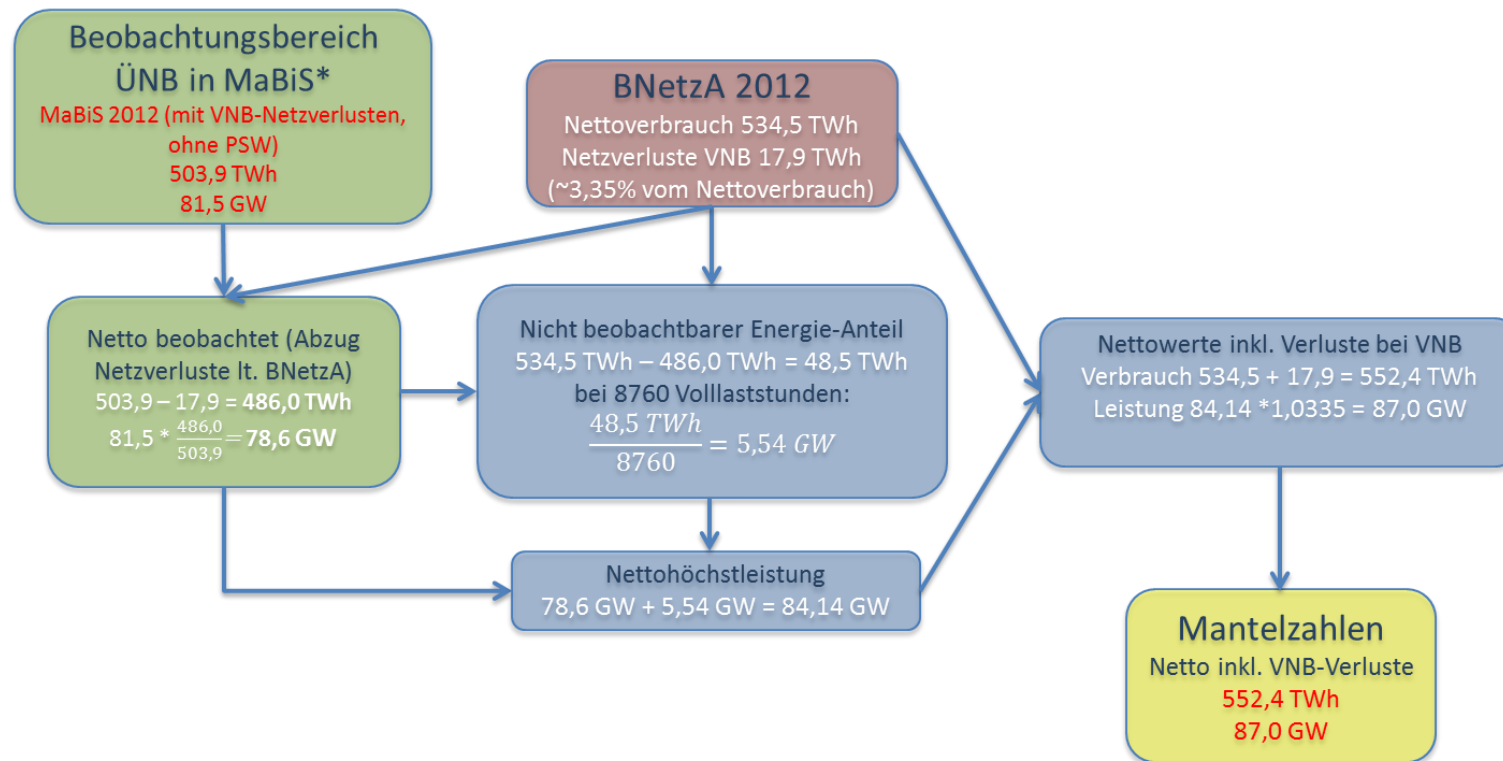 Beobachtungsbereich
ÜNB in MaBiS*
MaBiS 2012 (mit VNB-Netzverlusten,
ohne PSW)
503,9 TWh
81,5 GW
BNetzA 2012
Nettoverbrauch 534,5 TWh
Netzverluste VNB 17,9 TWh
(~3,35% vom Nettoverbrauch)
Netto beobachtet (Abzug
Netzverluste lt. BNetzA)
503,9 – 17,9 = 486,0 TWh
81,5 * 486,0/503,9 = 78,6 GW
Nicht beobachtbarer Energie-Anteil
534,5 TWh – 486,0 TWh = 48,5 TWh
bei 8760 Volllaststunden:
48,5 TWh/8760 = 5,54 GW
Nettohöchstleistung
78,6 GW + 5,54 GW = 84,14 GW
Nettowerte inkl. Verluste bei VNB
Verbrauch 534,5 + 17,9 = 552,4 TWh
Leistung 84,14 *1,0335 = 87,0 GW
Mantelzahlen
Netto inkl. VNB-Verluste
552,4 TWh
87,0 GW